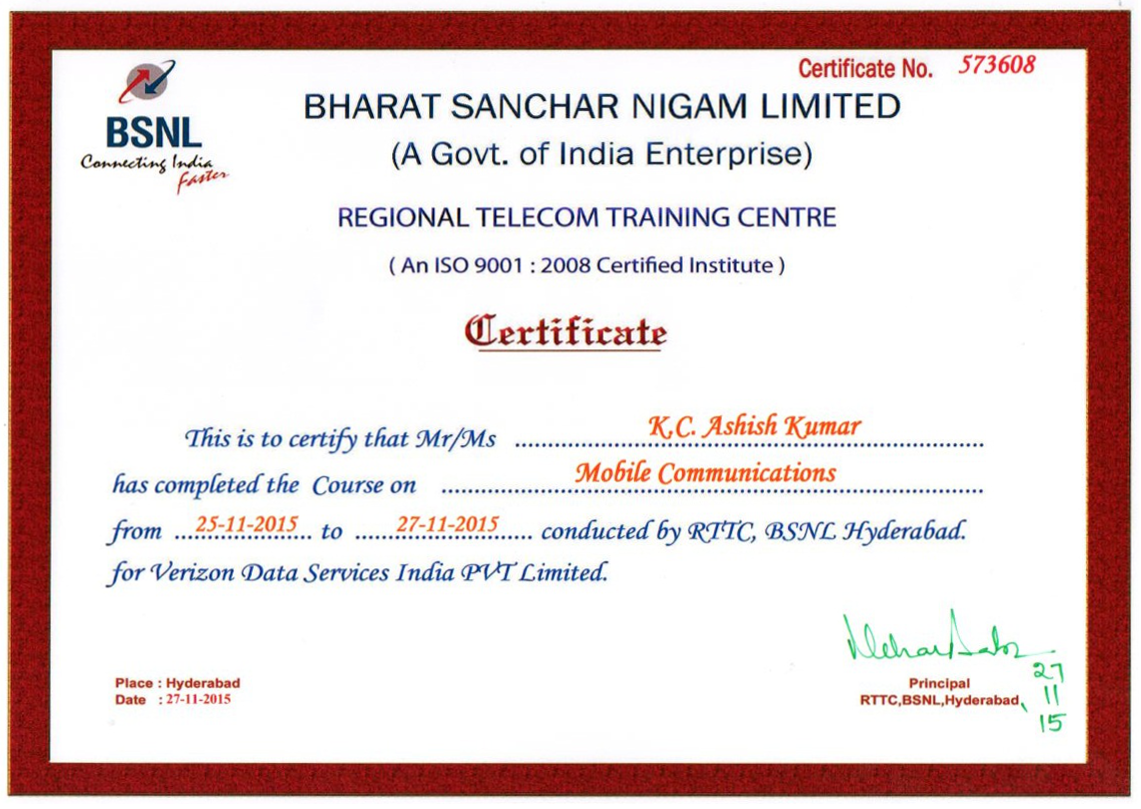 Certificate No. 573608
BSNL
Connecting India
Faster
BHARAT SANCHAR NIGAM LIMITED
(A Govt. of India Enterprise)
REGIONAL TELECOM TRAINING CENTRE
( An ISO 9001 : 2008 Certified Institute )
Certificate
This is to certify that Mr/Ms K.C. Ashish Kumar
has completed the Course on Mobile Communications
from 25-11-2015 to 27-11-2015 conducted by RTTC, BSNL Hyderabad.
for Verizon Data Services India PVT Limited.
Place : Hyderabad
Date : 27-11-2015
Principal
RTTC,BSNL,Hyderabad
27
11
15